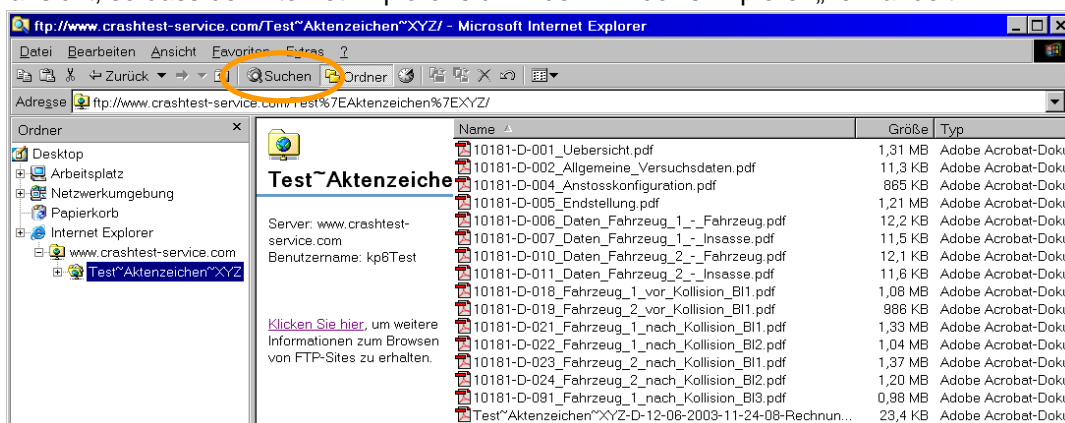 ftp://www.crashtest-service.com/Test~Aktenzeichen~XYZ/ - Microsoft Internet Explorer
Datei Bearbeiten Ansicht Favoriten Extras ?
Zurück Suchen Ordner
Adresse ftp://www.crashtest-service.com/Test%7EAktenzeichen%7EXYZ/
Ordner
Desktop
Arbeitsplatz
Netzwerkumgebung
Papierkorb
Internet Explorer
www.crashtest-service.com
Test~Aktenzeichen~XYZ
Test~Aktenzeiche
Server: www.crashtest-
service.com
Benutzername: kp6Test
Klicken Sie hier, um weitere
Informationen zum Browsen
von FTP-Sites zu erhalten.
Name Größe Typ
10181-D-001_Uebersicht.pdf 1,31 MB Adobe Acrobat-Doku
10181-D-002_Allgemeine_Versuchsdaten.pdf 11,3 KB Adobe Acrobat-Doku
10181-D-004_Anstosskonfiguration.pdf 865 KB Adobe Acrobat-Doku
10181-D-005_Endstellung.pdf 1,21 MB Adobe Acrobat-Doku
10181-D-006_Daten_Fahrzeug_1_-_Fahrzeug.pdf 12,2 KB Adobe Acrobat-Doku
10181-D-007_Daten_Fahrzeug_1_-_Insasse.pdf 11,5 KB Adobe Acrobat-Doku
10181-D-010_Daten_Fahrzeug_2_-_Fahrzeug.pdf 12,1 KB Adobe Acrobat-Doku
10181-D-011_Daten_Fahrzeug_2_-_Insasse.pdf 11,6 KB Adobe Acrobat-Doku
10181-D-018_Fahrzeug_1_vor_Kollision_BI1.pdf 1,08 MB Adobe Acrobat-Doku
10181-D-019_Fahrzeug_2_vor_Kollision_BI1.pdf 986 KB Adobe Acrobat-Doku
10181-D-021_Fahrzeug_1_nach_Kollision_BI1.pdf 1,33 MB Adobe Acrobat-Doku
10181-D-022_Fahrzeug_1_nach_Kollision_BI2.pdf 1,04 MB Adobe Acrobat-Doku
10181-D-023_Fahrzeug_2_nach_Kollision_BI1.pdf 1,37 MB Adobe Acrobat-Doku
10181-D-024_Fahrzeug_2_nach_Kollision_BI2.pdf 1,20 MB Adobe Acrobat-Doku
10181-D-091_Fahrzeug_1_nach_Kollision_BI3.pdf 0,98 MB Adobe Acrobat-Doku
Test~Aktenzeichen~XYZ-D-12-06-2003-11-24-08-Rechnun... 23,4 KB Adobe Acrobat-Doku